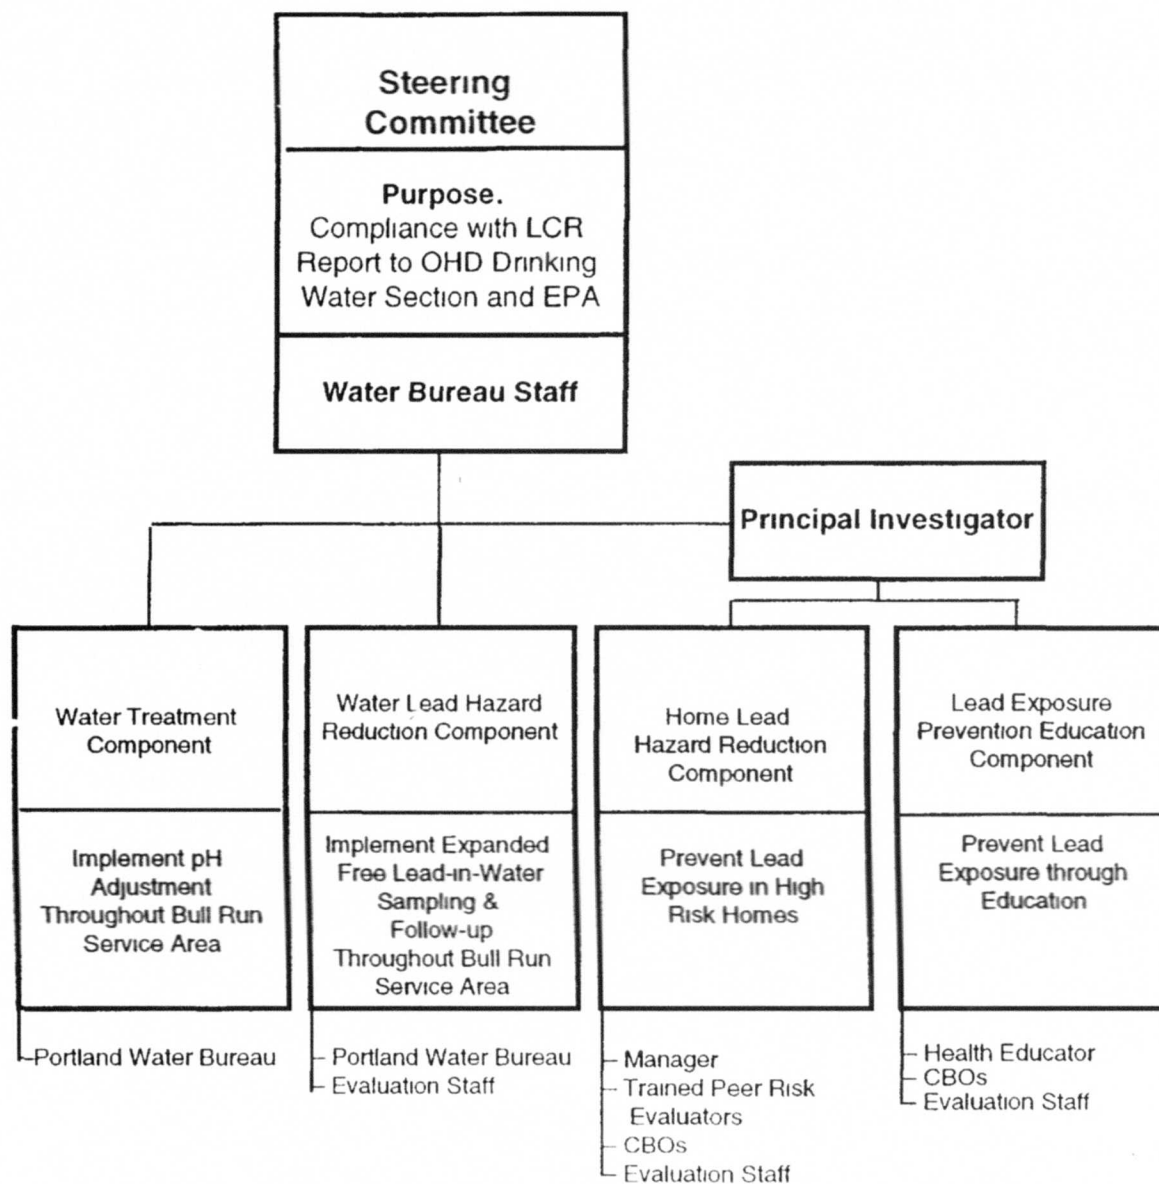 Steering
Committee
Purpose.
Compliance with LCR
Report to OHD Drinking
Water Section and EPA
Water Bureau Staff
Principal Investigator
Water Treatment
Component
Implement pH
Adjustment
Throughout Bull Run
Service Area
Portland Water Bureau
Water Lead Hazard
Reduction Component
Implement Expanded
Free Lead-in-Water
Sampling &
Follow-up
Throughout Bull Run
Service Area
Portland Water Bureau
Evaluation Staff
Home Lead
Hazard Reduction
Component
Prevent Lead
Exposure in High
Risk Homes
Manager
Trained Peer Risk
Evaluators
CBOs
Evaluation Staff
Lead Exposure
Prevention Education
Component
Prevent Lead
Exposure through
Education
Health Educator
CBOs
Evaluation Staff